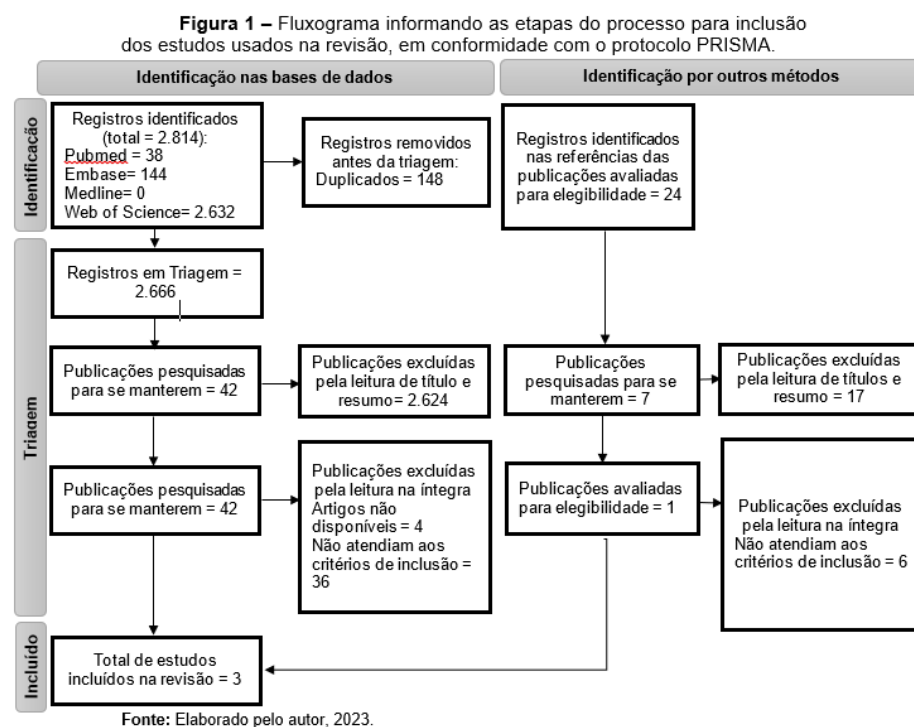 Figura 1 – Fluxograma informando as etapas do processo para inclusão
dos estudos usados na revisão, em conformidade com o protocolo PRISMA.
Identificação nas bases de dados
Identificação por outros métodos
Identificação
Registros identificados
(total = 2.814):
Pubmed = 38
Embase= 144
Medline= 0
Web of Science= 2.632
Registros removidos
antes da triagem:
Duplicados = 148
Registros identificados
nas referências das
publicações avaliadas
para elegibilidade = 24
Triagem
Registros em Triagem =
2.666
Publicações pesquisadas
para se manterem = 42
Publicações excluídas
pela leitura de título e
resumo= 2.624
Publicações
pesquisadas para se
manterem = 7
Publicações excluídas
pela leitura de títulos e
resumo = 17
Publicações pesquisadas
para se manterem = 42
Publicações excluídas
pela leitura na íntegra
Artigos não
disponíveis = 4
Não atendiam aos
critérios de inclusão =
36
Publicações avaliadas
para elegibilidade = 1
Publicações excluídas
pela leitura na íntegra
Não atendiam aos
critérios de inclusão = 6
Incluído
Total de estudos
incluídos na revisão = 3
Fonte: Elaborado pelo autor, 2023.